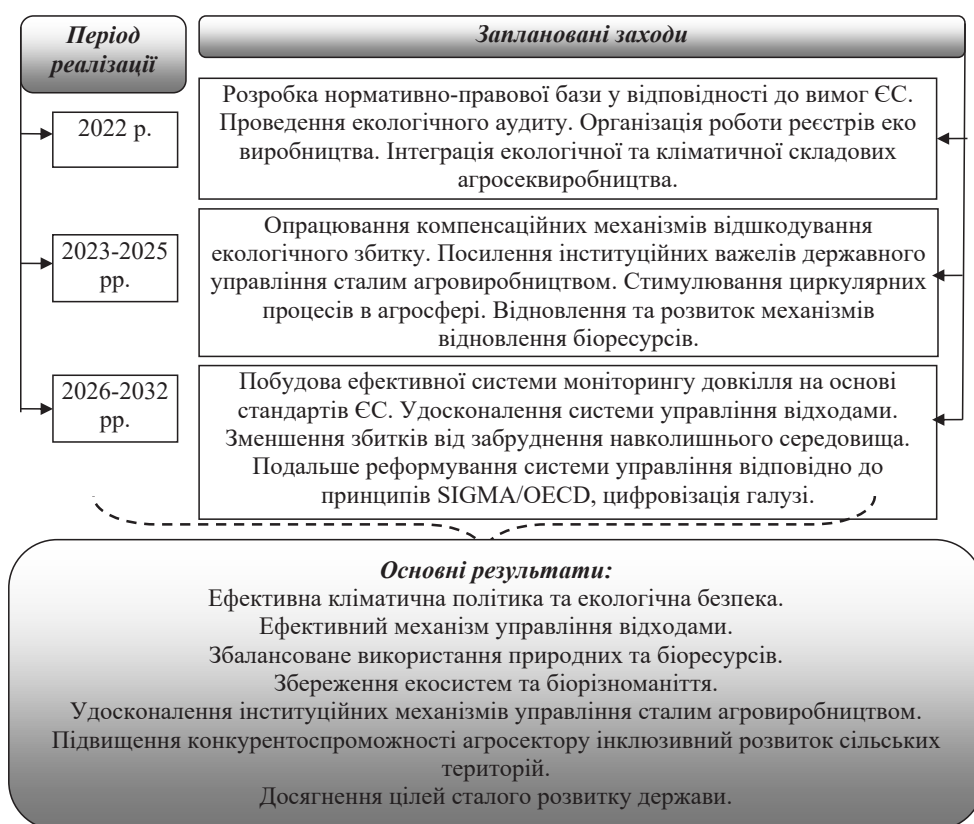 Період
реалізації
Заплановані заходи
2022 р.
Розробка нормативно-правової бази у відповідності до вимог ЄС.
Проведення екологічного аудиту. Організація роботи реєстрів еко
виробництва. Інтеграція екологічної та кліматичної складових
агросеквиробництва.
2023-2025
рр.
Опрацювання компенсаційних механізмів відшкодування
екологічного збитку. Посилення інституційних важелів державного
управління сталим агровиробництвом. Стимулювання циркулярних
процесів в агросфері. Відновлення та розвиток механізмів
відновлення біоресурсів.
2026-2032
рр.
Побудова ефективної системи моніторингу довкілля на основі
стандартів ЄС. Удосконалення системи управління відходами.
Зменшення збитків від забруднення навколишнього середовища.
Подальше реформування системи управління відповідно до
принципів SIGMA/OECD, цифровізація галузі.
Основні результати:
Ефективна кліматична політика та екологічна безпека.
Ефективний механізм управління відходами.
Збалансоване використання природних та біоресурсів.
Збереження екосистем та біорізноманіття.
Удосконалення інституційних механізмів управління сталим агровиробництвом.
Підвищення конкурентоспроможності агросектору інклюзивний розвиток сільських
територій.
Досягнення цілей сталого розвитку держави.